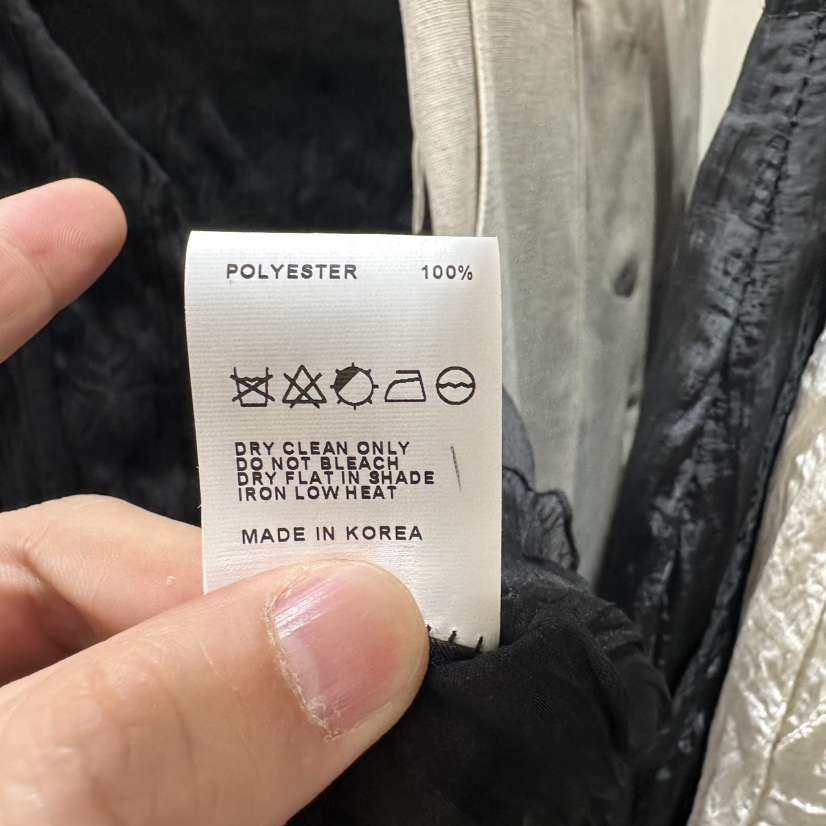 POLYESTER 100%
DRY CLEAN ONLY
DO NOT BLEACH
DRY FLAT IN SHADE
IRON LOW HEAT
MADE IN KOREA